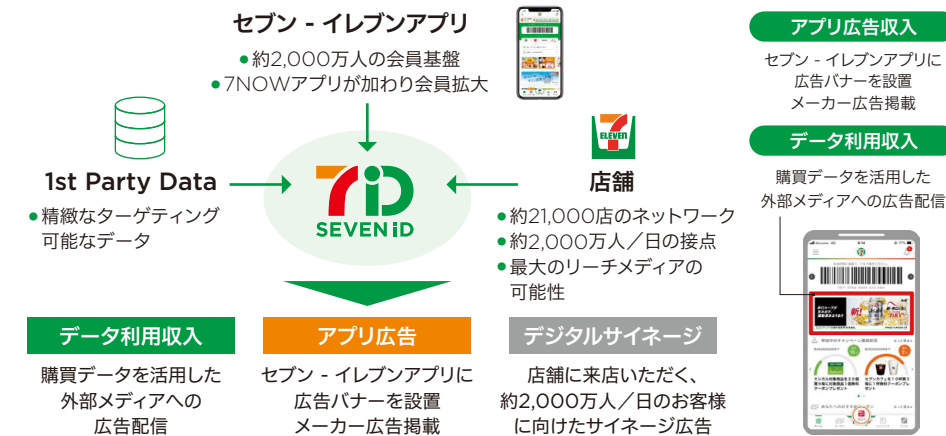 セブン - イレブンアプリ
●約2,000万人の会員基盤
●7NOWアプリが加わり会員拡大
1st Party Data
●精緻なターゲティング
可能なデータ
7iD
SEVEN iD
7
ELEVEN
店舗
●約21,000店のネットワーク
●約2,000万人／日の接点
●最大のリーチメディアの
可能性
データ利用収入
購買データを活用した
外部メディアへの
広告配信
アプリ広告
セブン - イレブンアプリに
広告バナーを設置
メーカー広告掲載
デジタルサイネージ
店舗に来店いただく、
約2,000万人／日のお客様
に向けたサイネージ広告
アプリ広告収入
セブン - イレブンアプリに
広告バナーを設置
メーカー広告掲載
データ利用収入
購買データを活用した
外部メディアへの広告配信